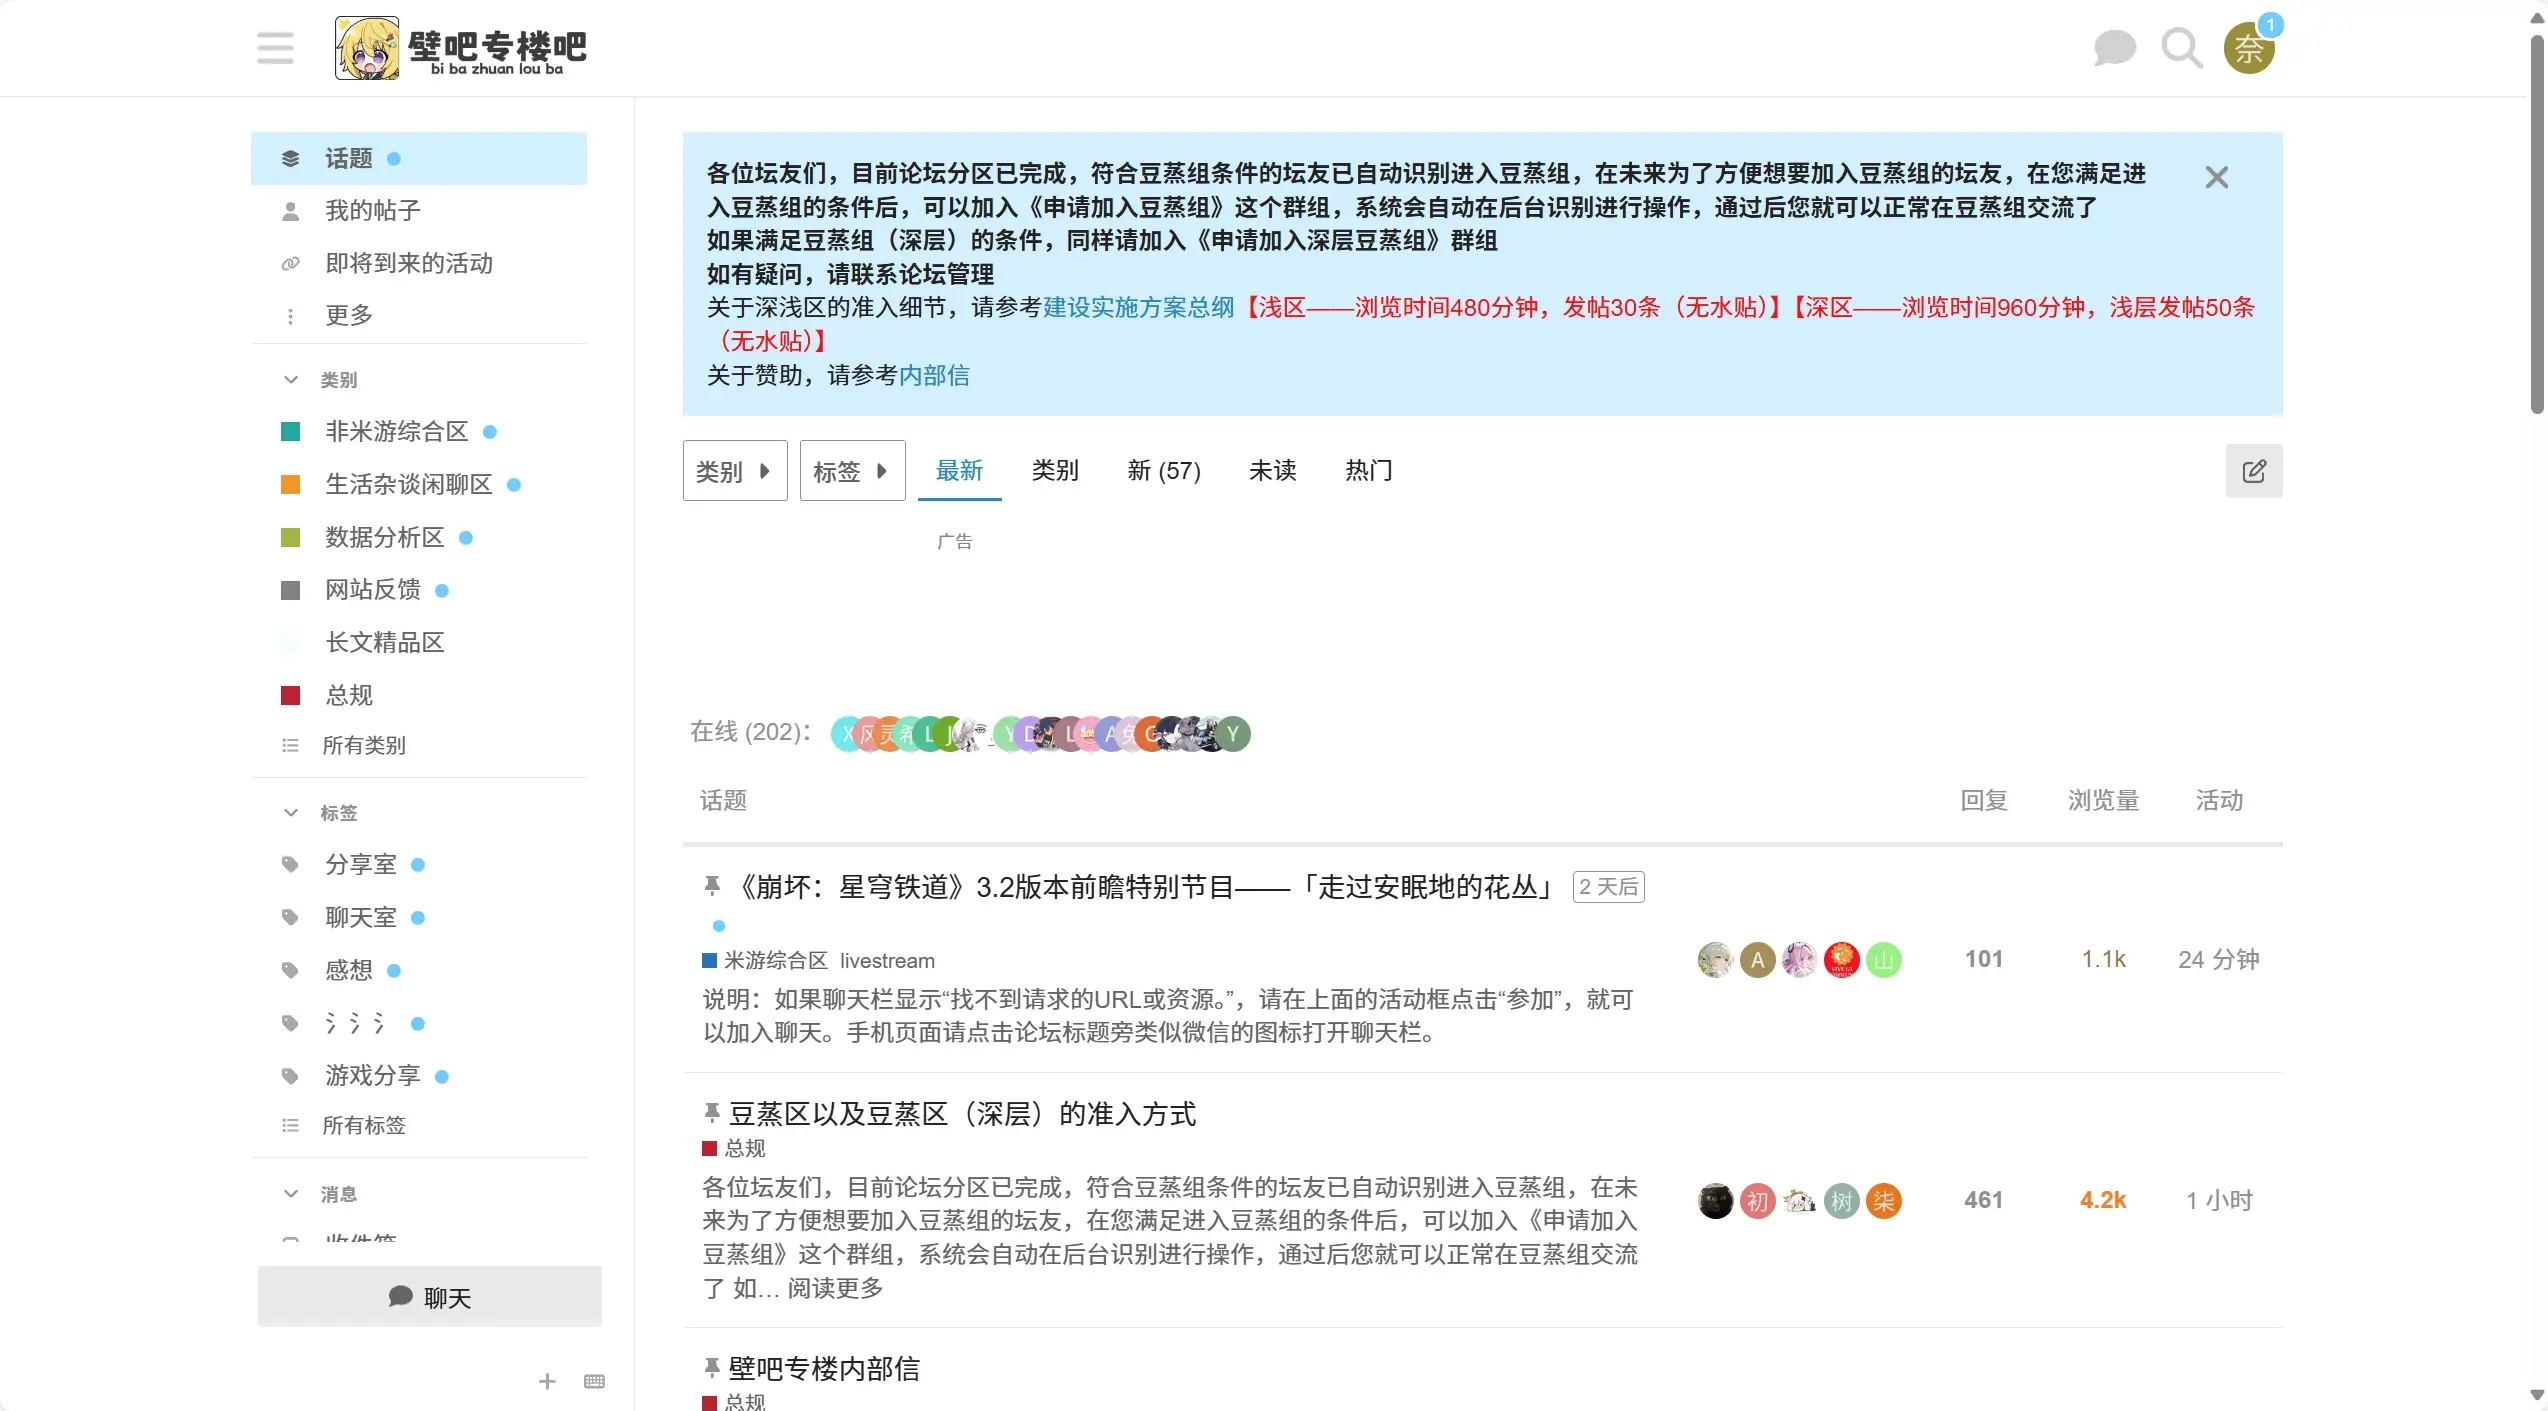 壁吧专楼吧
bi ba zhuan lou ba
奈
1
话题
我的帖子
即将到来的活动
更多
类别
非米游综合区
生活杂谈闲聊区
数据分析区
网站反馈
长文精品区
总规
所有类别
标签
分享室
聊天室
感想
氵氵氵
游戏分享
所有标签
消息
聊天
各位坛友们，目前论坛分区已完成，符合豆蒸组条件的坛友已自动识别进入豆蒸组，在未来为了方便想要加入豆蒸组的坛友，在您满足进
入豆蒸组的条件后，可以加入《申请加入豆蒸组》这个群组，系统会自动在后台识别进行操作，通过后您就可以正常在豆蒸组交流了
如果满足豆蒸组（深层）的条件，同样请加入《申请加入深层豆蒸组》群组
如有疑问，请联系论坛管理
关于深浅区的准入细节，请参考建设实施方案总纲【浅区——浏览时间480分钟，发帖30条（无水贴）】【深区——浏览时间960分钟，浅层发帖50条
（无水贴）】
关于赞助，请参考内部信
类别 标签 最新 类别 新 (57) 未读 热门
广告
在线 (202)： X 风 灵 希 L J Y D L A 兔 G Y
话题 回复 浏览量 活动
《崩坏：星穹铁道》3.2版本前瞻特别节目——「走过安眠地的花丛」 2 天后
米游综合区 livestream
A VIVE LA 山 101 1.1k 24 分钟
说明：如果聊天栏显示“找不到请求的URL或资源。”，请在上面的活动框点击“参加”，就可
以加入聊天。手机页面请点击论坛标题旁类似微信的图标打开聊天栏。
豆蒸区以及豆蒸区（深层）的准入方式
总规
各位坛友们，目前论坛分区已完成，符合豆蒸组条件的坛友已自动识别进入豆蒸组，在未
来为了方便想要加入豆蒸组的坛友，在您满足进入豆蒸组的条件后，可以加入《申请加入
豆蒸组》这个群组，系统会自动在后台识别进行操作，通过后您就可以正常在豆蒸组交流
了 如… 阅读更多
初 树 柒 461 4.2k 1 小时
壁吧专楼内部信
总规